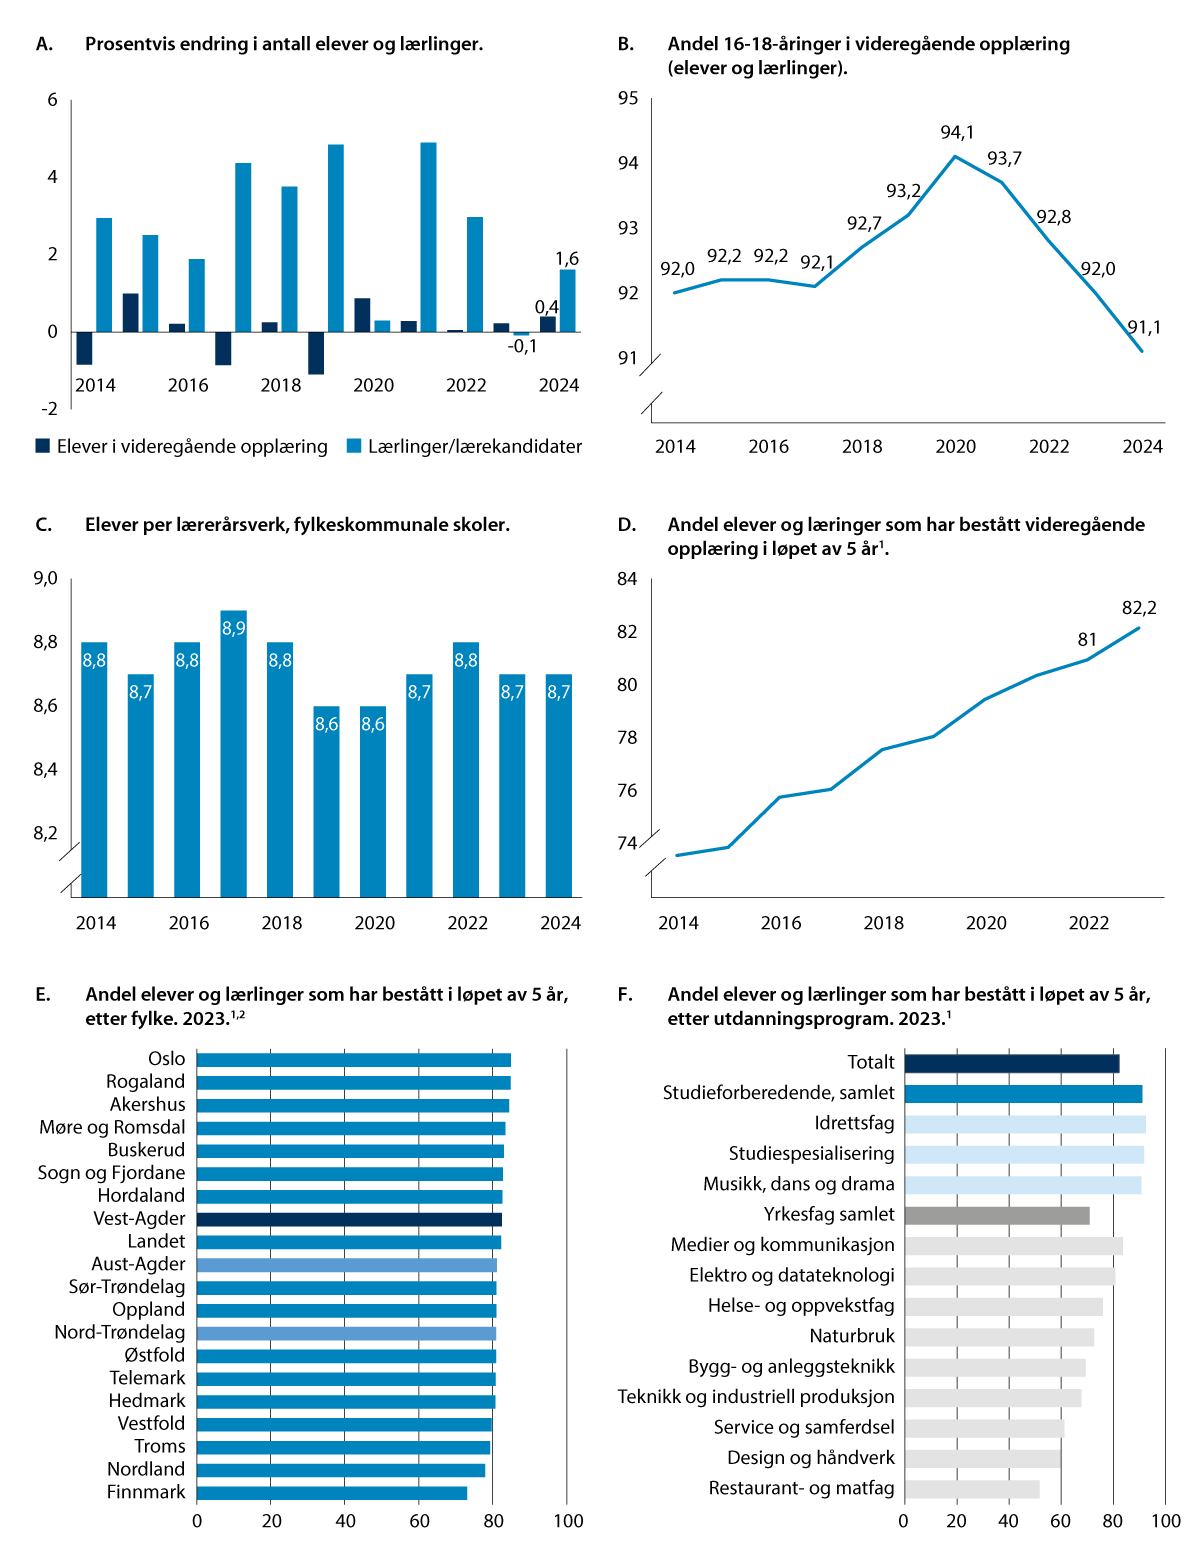 A. Prosentvis endring i antall elever og lærlinger.
6
4
2
0
-2
1,6
0,4
-0,1
2014 2016 2018 2020 2022 2024
Elever i videregående opplæring Lærlinger/lærekandidater
B. Andel 16-18-åringer i videregående opplæring
(elever og lærlinger).
95
94
93
92
91
92,0 92,2 92,2 92,1 92,7 93,2 94,1 93,7 92,8 92,0 91,1
2014 2016 2018 2020 2022 2024
C. Elever per lærerårsverk, fylkeskommunale skoler.
9,0
8,8
8,6
8,4
8,2
8,8 8,7 8,8 8,9 8,8 8,6 8,6 8,7 8,8 8,7 8,7
2014 2016 2018 2020 2022 2024
D. Andel elever og læringer som har bestått videregående
opplæring i løpet av 5 år¹.
84
82
80
78
76
74
81 82,2
2014 2016 2018 2020 2022
E. Andel elever og lærlinger som har bestått i løpet av 5 år,
etter fylke. 2023.¹,²
Oslo
Rogaland
Akershus
Møre og Romsdal
Buskerud
Sogn og Fjordane
Hordaland
Vest-Agder
Landet
Aust-Agder
Sør-Trøndelag
Oppland
Nord-Trøndelag
Østfold
Telemark
Hedmark
Vestfold
Troms
Nordland
Finnmark
0 20 40 60 80 100
F. Andel elever og lærlinger som har bestått i løpet av 5 år,
etter utdanningsprogram. 2023.¹
Totalt
Studieforberedende, samlet
Idrettsfag
Studiespesialisering
Musikk, dans og drama
Yrkesfag samlet
Medier og kommunikasjon
Elektro og datateknologi
Helse- og oppvekstfag
Naturbruk
Bygg- og anleggsteknikk
Teknikk og industriell produksjon
Service og samferdsel
Design og håndverk
Restaurant- og matfag
0 20 40 60 80 100